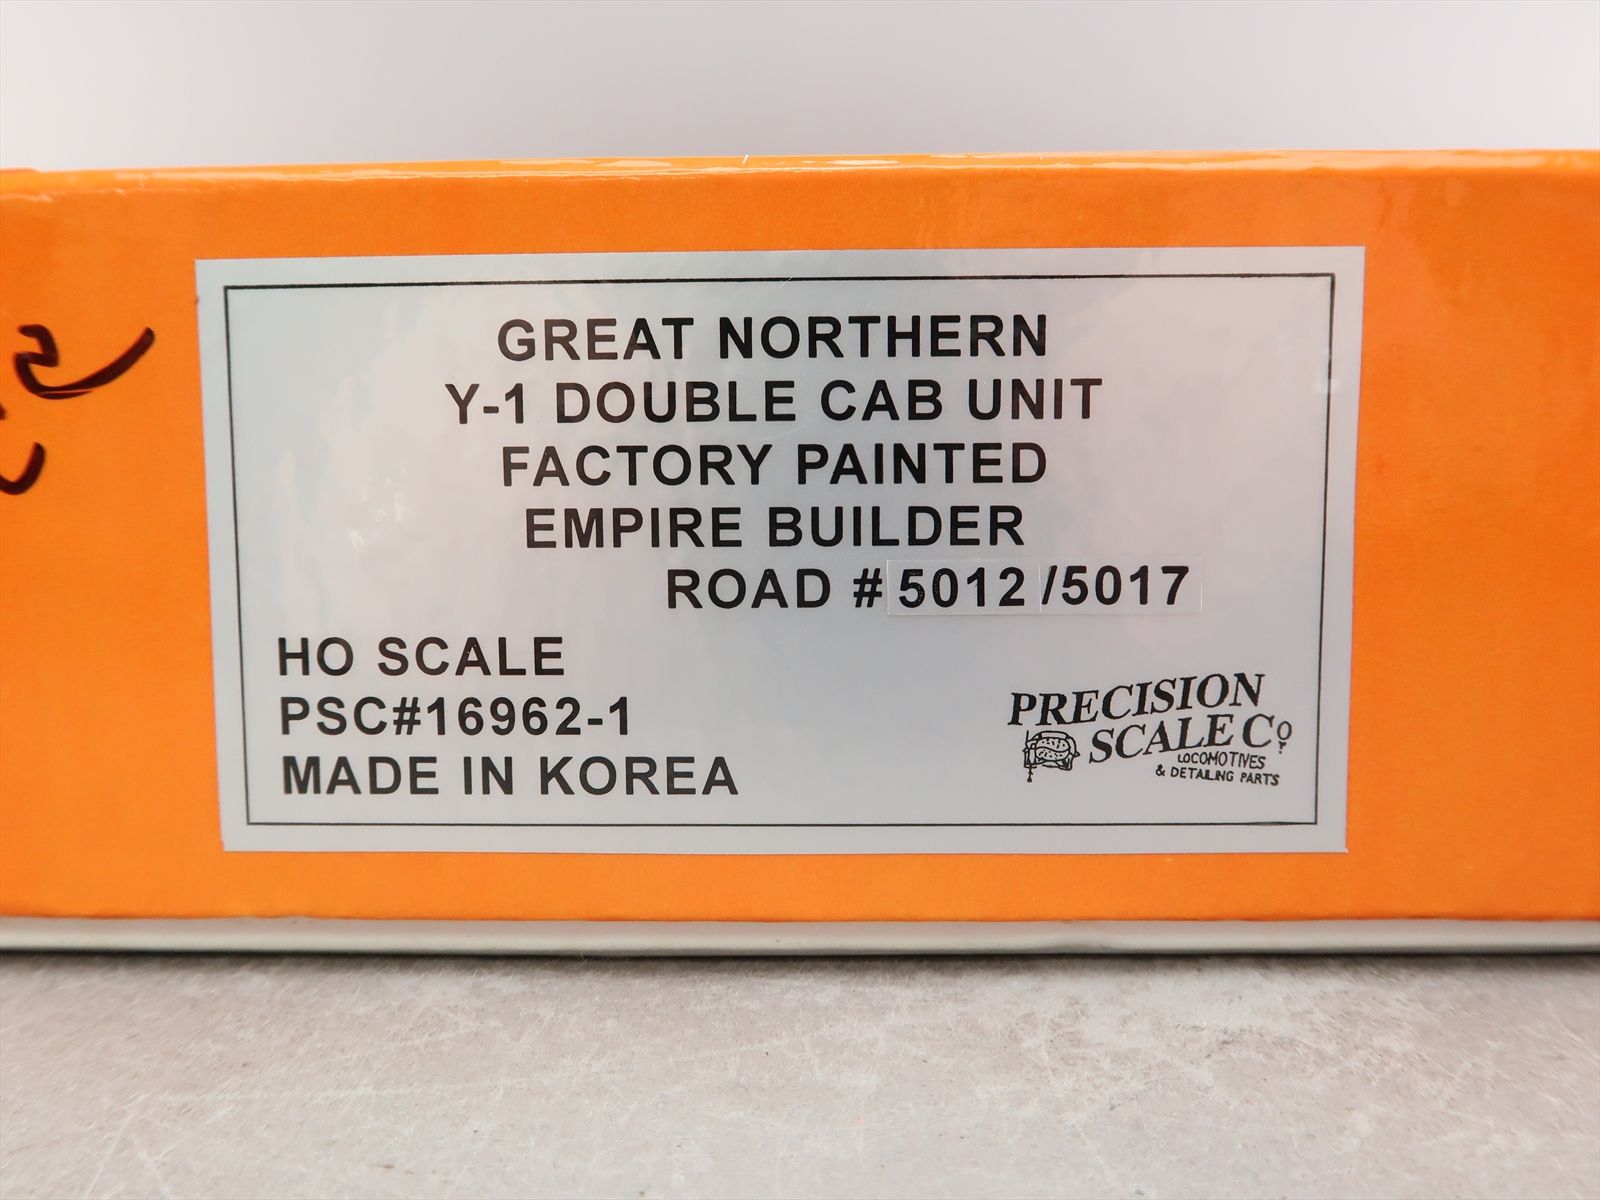 GREAT NORTHERN
Y-1 DOUBLE CAB UNIT
FACTORY PAINTED
EMPIRE BUILDER
ROAD #5012/5017
HO SCALE
PSC#16962-1
MADE IN KOREA
PRECISION
SCALE Co.
LOCOMOTIVES
& DETAILING PARTS